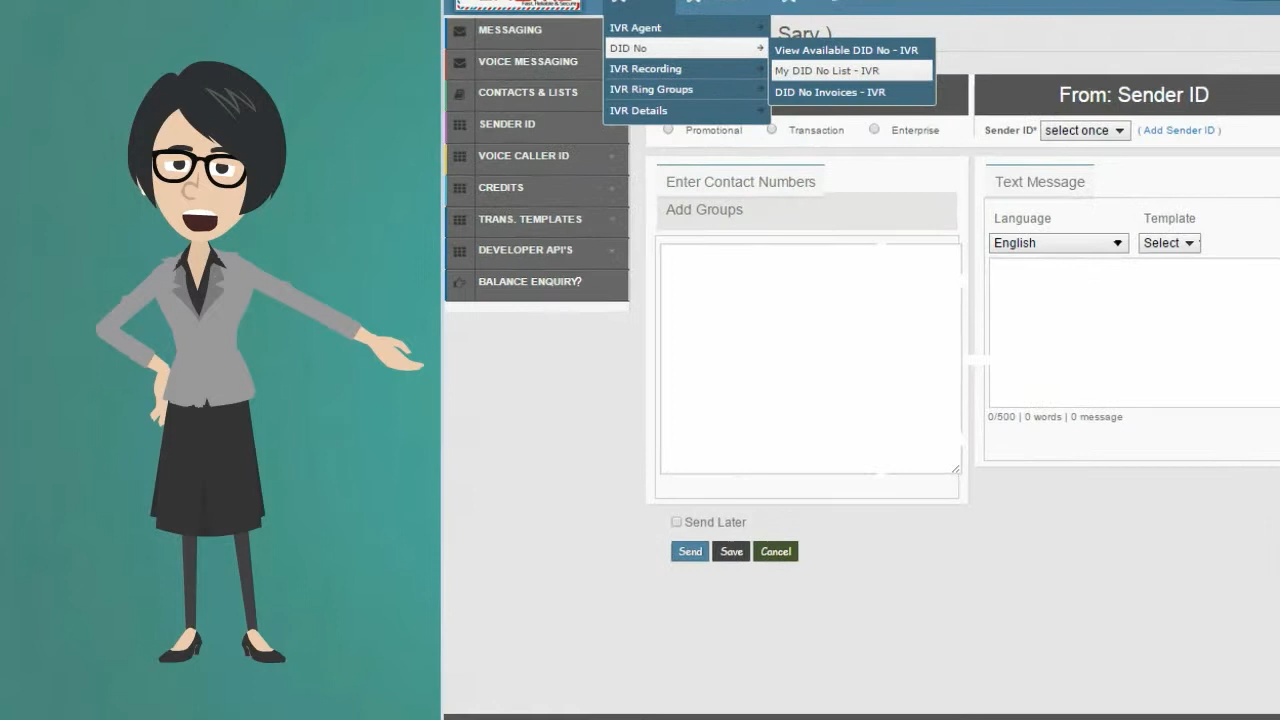 Fast, Reliable & Secure
IVR Agent
DID No
IVR Recording
IVR Ring Groups
IVR Details
View Available DID No - IVR
My DID No List - IVR
DID No Invoices - IVR
MESSAGING
VOICE MESSAGING
CONTACTS & LISTS
SENDER ID
VOICE CALLER ID
CREDITS
TRANS. TEMPLATES
DEVELOPER API'S
BALANCE ENQUIRY?
From: Sender ID
Promotional
Transaction
Enterprise
Sender ID* select once ( Add Sender ID )
Enter Contact Numbers
Add Groups
Text Message
Language
Template
English
Select
0/500 | 0 words | 0 message
Send Later
Send
Save
Cancel